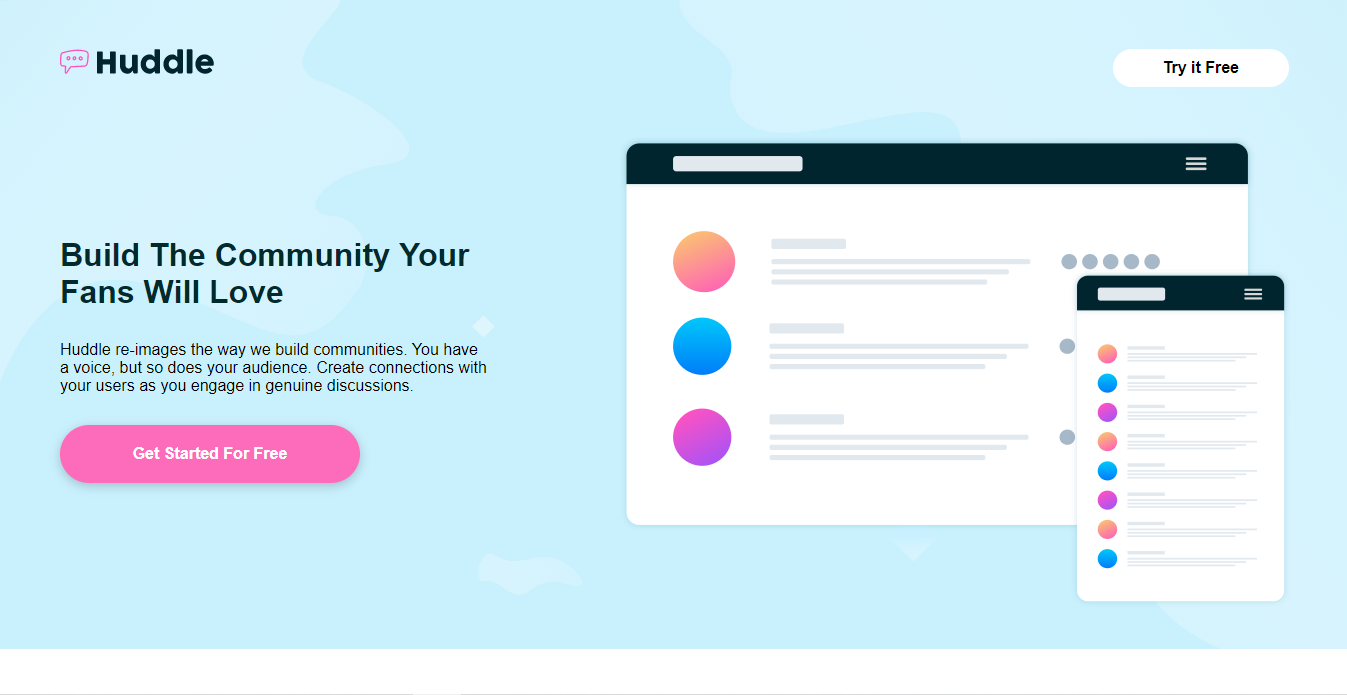 Huddle
Try it Free
Build The Community Your
Fans Will Love
Huddle re-images the way we build communities. You have
a voice, but so does your audience. Create connections with
your users as you engage in genuine discussions.
Get Started For Free